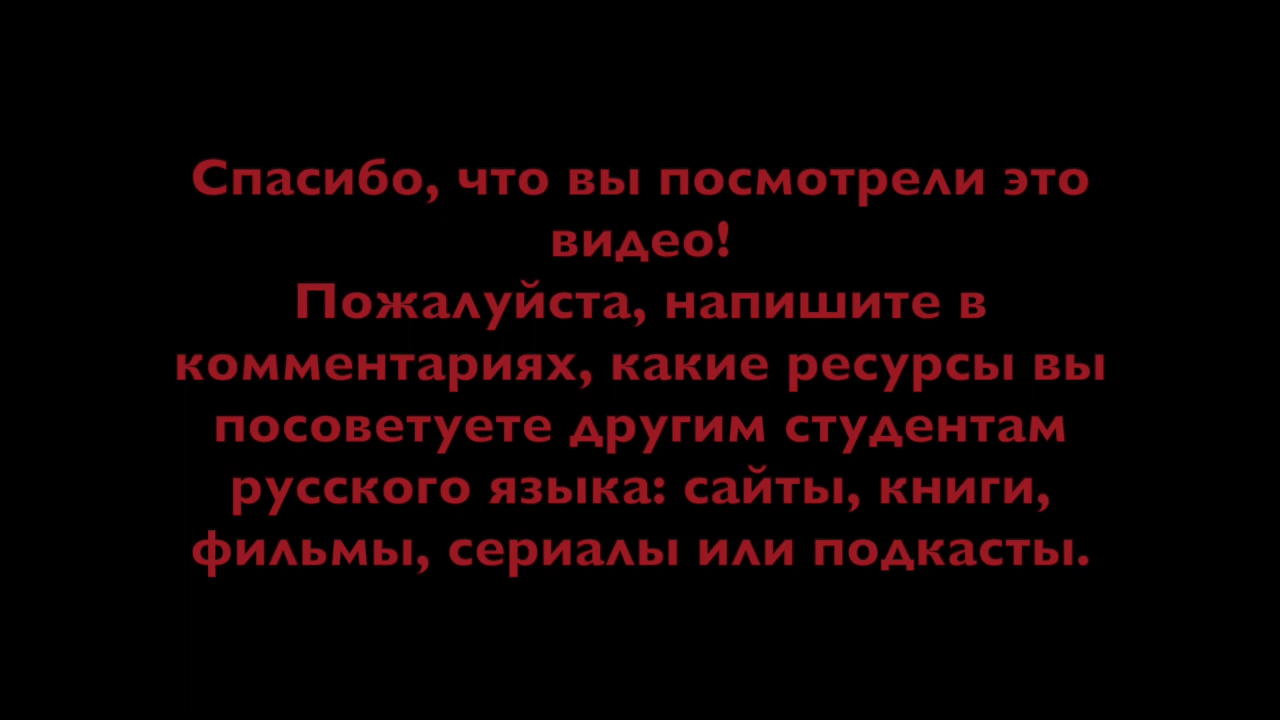 Спасибо, что вы посмотрели это
видео!
Пожалуйста, напишите в
комментариях, какие ресурсы вы
посоветуете другим студентам
русского языка: сайты, книги,
фильмы, сериалы или подкасты.